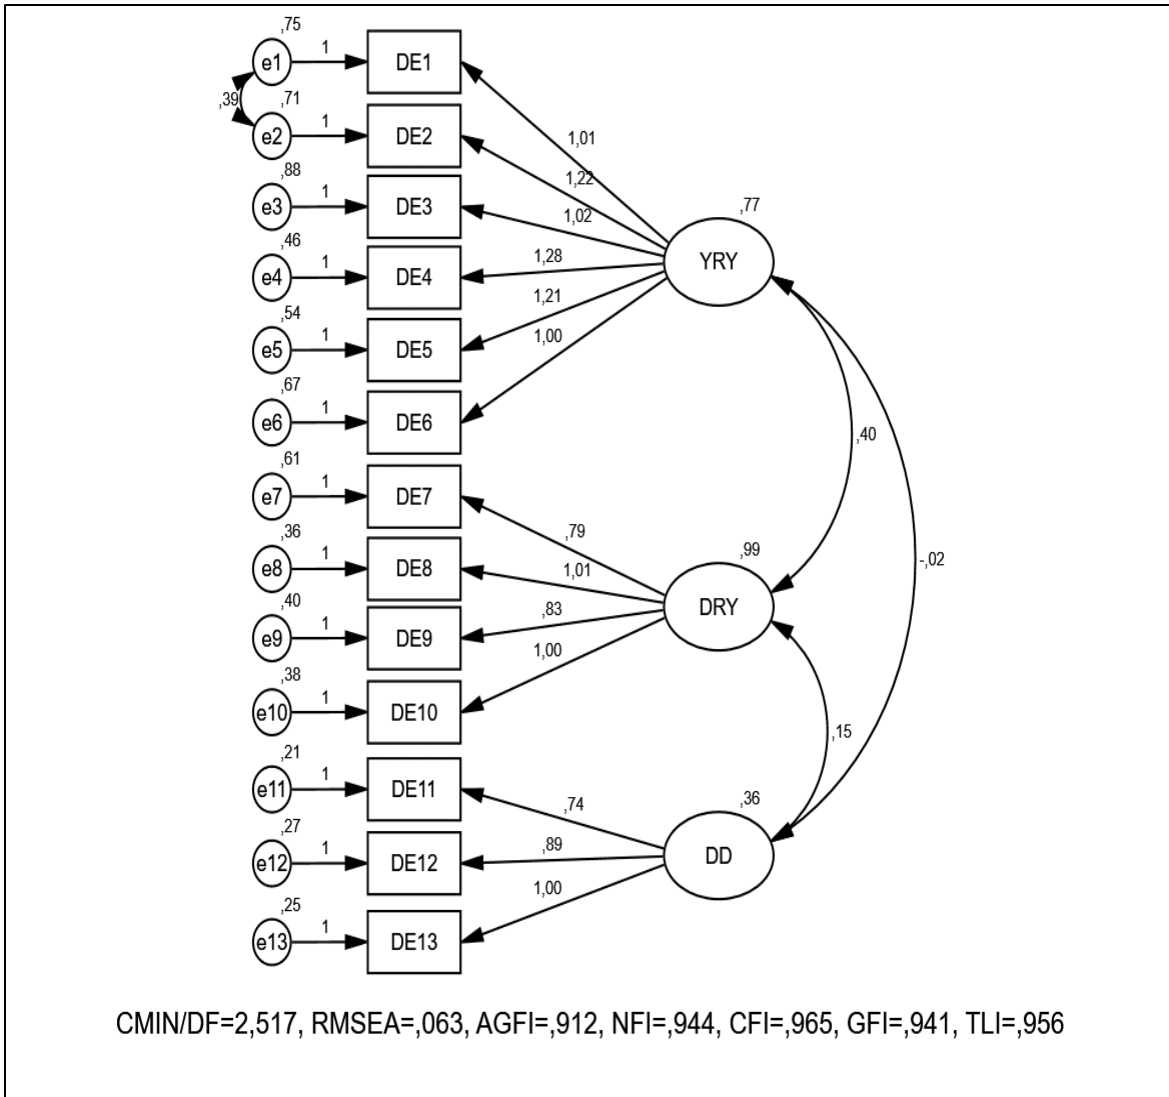 ,75
e1 1 DE1
,39
,71
e2 1 DE2
,88
e3 1 DE3
,46
e4 1 DE4
,54
e5 1 DE5
,67
e6 1 DE6
,61
e7 1 DE7
,36
e8 1 DE8
,40
e9 1 DE9
,38
e10 1 DE10
,21
e11 1 DE11
,27
e12 1 DE12
,25
e13 1 DE13
1,01
1,22
1,02
1,28
1,21
1,00
,77
YRY
,79
1,01
,83
1,00
,99
DRY
,74
,89
1,00
,36
DD
,40
-,02
,15
CMIN/DF=2,517, RMSEA=,063, AGFI=,912, NFI=,944, CFI=,965, GFI=,941, TLI=,956